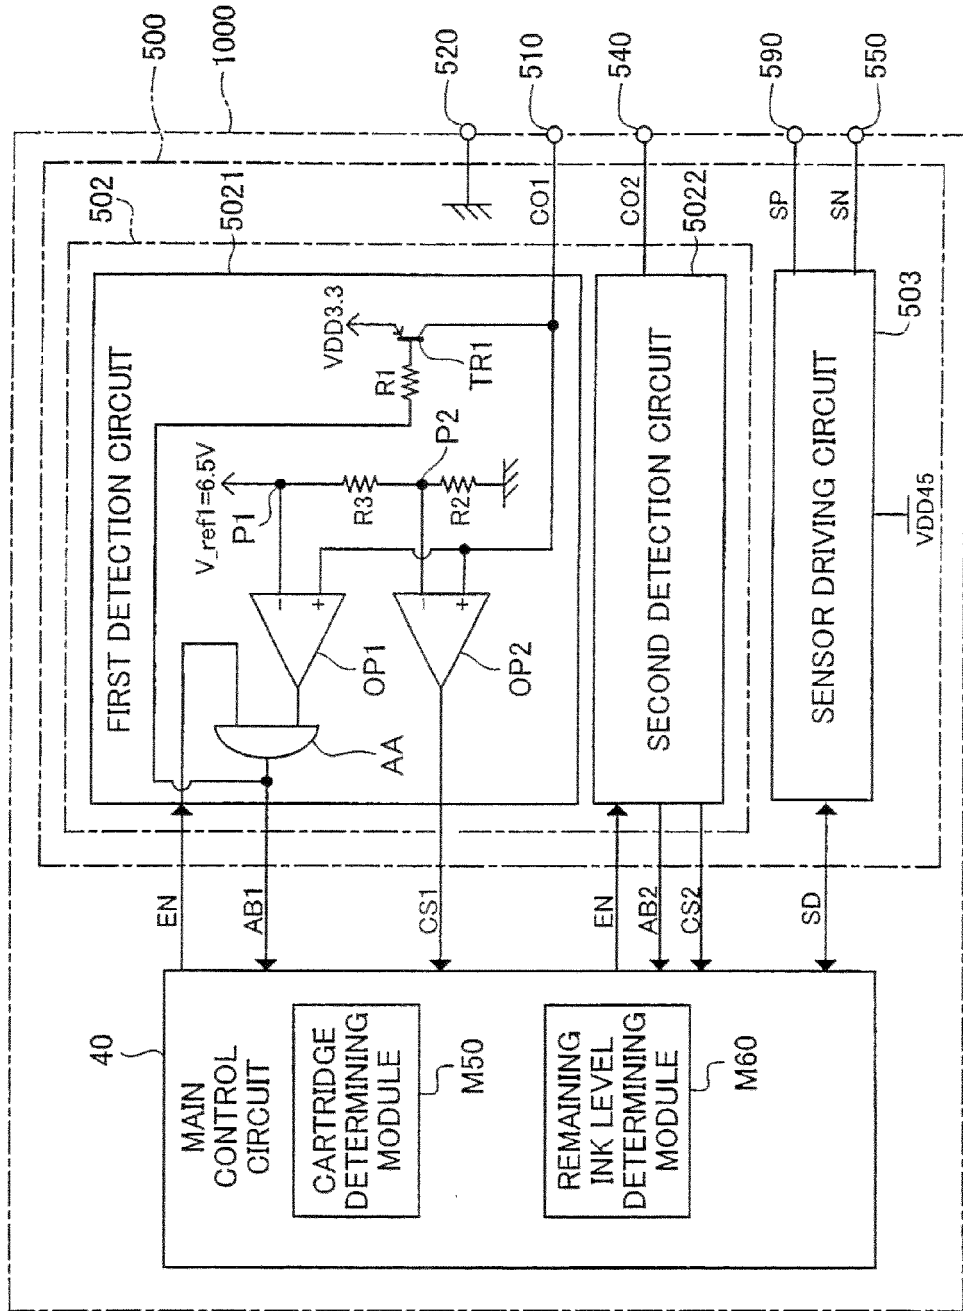 1000
500
502
5021
FIRST DETECTION CIRCUIT
V_ref1=6.5V
P1
VDD3.3
R1
TR1
R3
P2
R2
−
+
OP1
−
+
OP2
AA
520
510
CO1
540
CO2
5022
SECOND DETECTION CIRCUIT
590
SP
550
SN
503
SENSOR DRIVING CIRCUIT
VDD45
EN
AB1
CS1
EN
AB2
CS2
SD
40
MAIN
CONTROL
CIRCUIT
CARTRIDGE
DETERMINING
MODULE
M50
REMAINING
INK LEVEL
DETERMINING
MODULE
M60